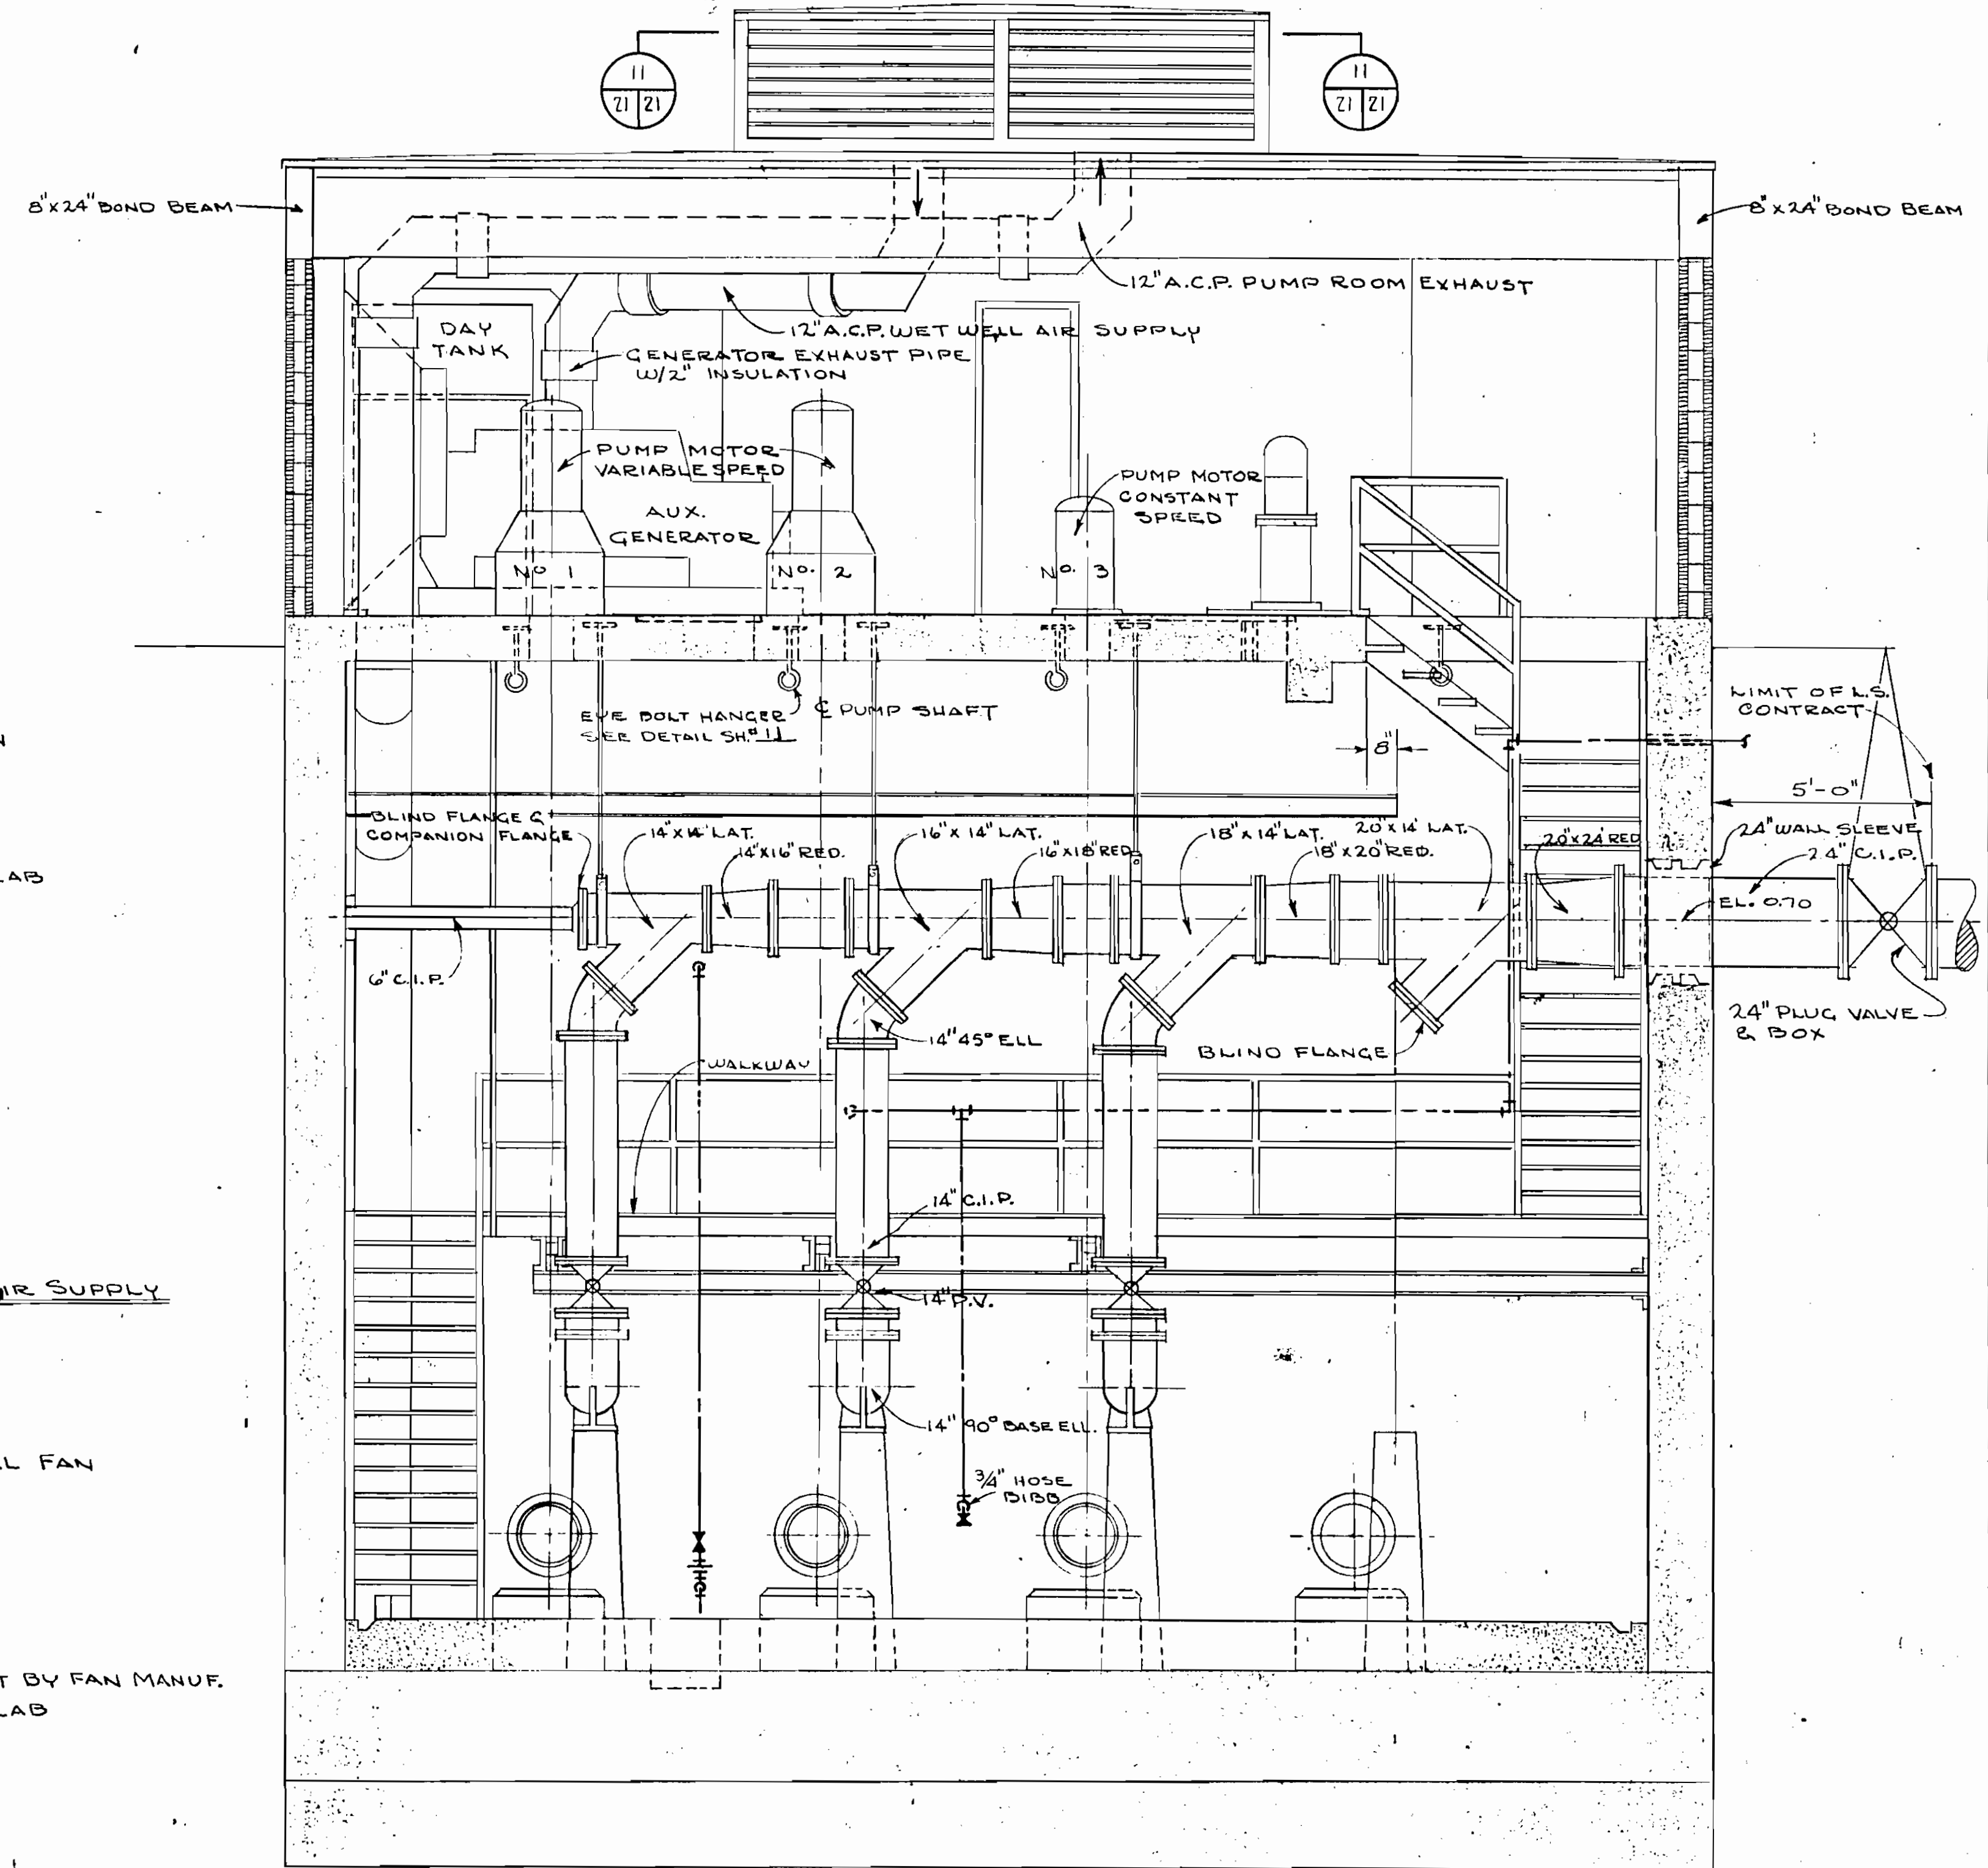 11
21 21
11
21 21
8"x24" BOND BEAM
8"x24" BOND BEAM
12" A.C.P. PUMP ROOM EXHAUST
DAY
TANK
12" A.C.P. WET WELL AIR SUPPLY
GENERATOR EXHAUST PIPE
W/2" INSULATION
PUMP MOTOR
VARIABLE SPEED
PUMP MOTOR
CONSTANT
SPEED
AUX.
GENERATOR
No. 1
No. 2
No. 3
EYE BOLT HANGER
SEE DETAIL SH.#11
℄ PUMP SHAFT
LIMIT OF L.S.
CONTRACT
8"
5'-0"
BLIND FLANGE &
COMPANION FLANGE
14"x14" LAT.
14"x16" RED.
16"x14" LAT.
16"x18" RED.
18"x14" LAT.
18"x20" RED.
20"x14" LAT.
20"x24" RED.
24" WALL SLEEVE
24" C.I.P.
LAB
EL. 0.70
6" C.I.P.
24" PLUG VALVE
& BOX
14" 45° ELL
BLIND FLANGE
WALKWAY
14" C.I.P.
AIR SUPPLY
14" P.V.
14" 90° BASE ELL.
L FAN
3/4" HOSE
BIBB
T BY FAN MANUF.
LAB